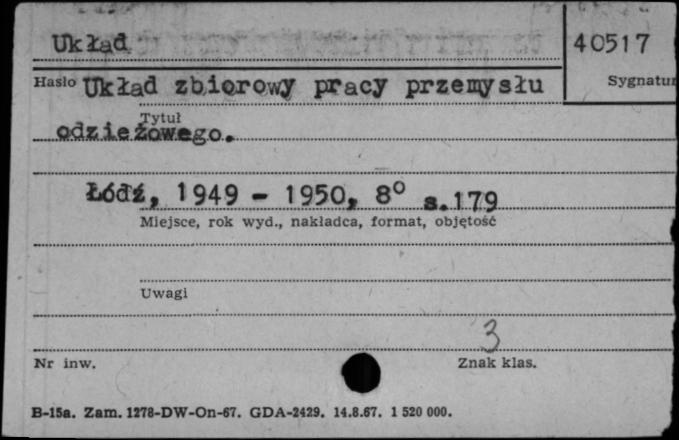 Układ
40517
Hasło Układ zbiorowy pracy przemysłu
Sygnatur
Tytuł
odzieżowego.
Łódź, 1949 - 1950, 8° s.179
Miejsce, rok wyd., nakładca, format, objętość
Uwagi
3
Nr inw.
Znak klas.
B-15a. Zam. 1278-DW-On-67. GDA-2429. 14.8.67. 1 520 000.